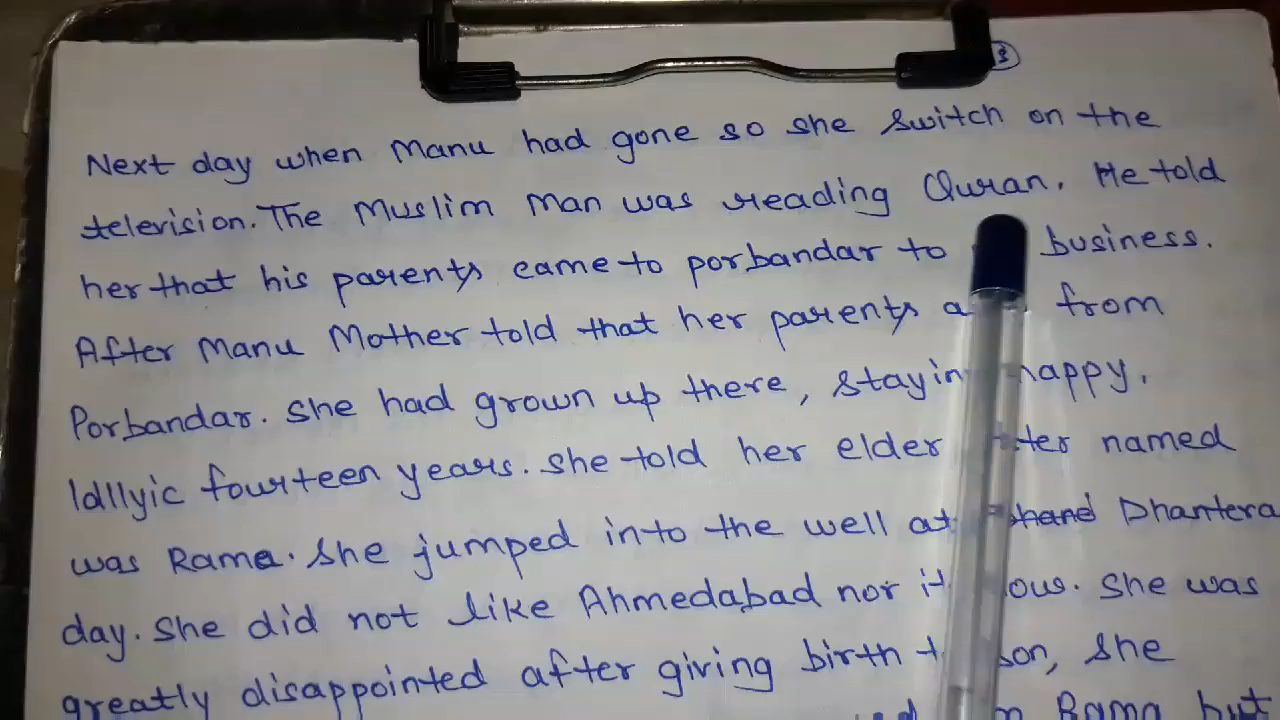 3
Next day when Manu had gone so she switch on the
television. The Muslim Man was reading Quran. He told
her that his parents came to porbandar to business.
After Manu Mother told that her parents from
Porbandar. She had grown up there, happy.
Idllyic fourteen years. She told her elder named
was Rama. She jumped into the well at Dhantera
day. She did not like Ahmedabad nor She was
greatly disappointed after giving birth son, she
Rama but